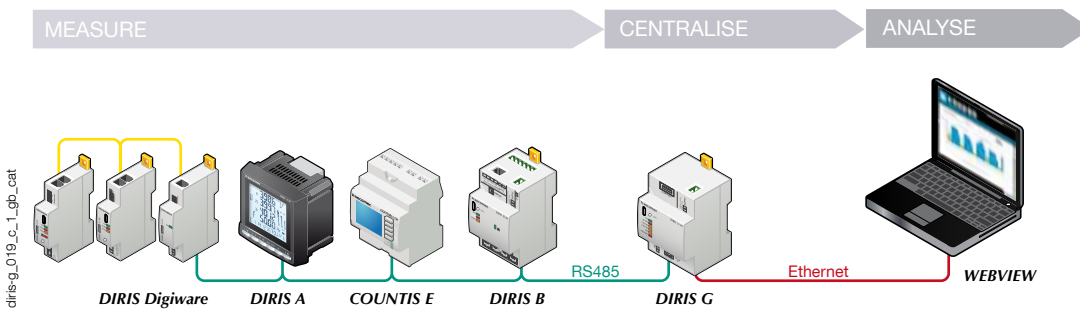 MEASURE
CENTRALISE
ANALYSE
diris-g_019_c_1_gb_cat
RS485
Ethernet
DIRIS Digiware
DIRIS A
COUNTIS E
DIRIS B
DIRIS G
WEBVIEW